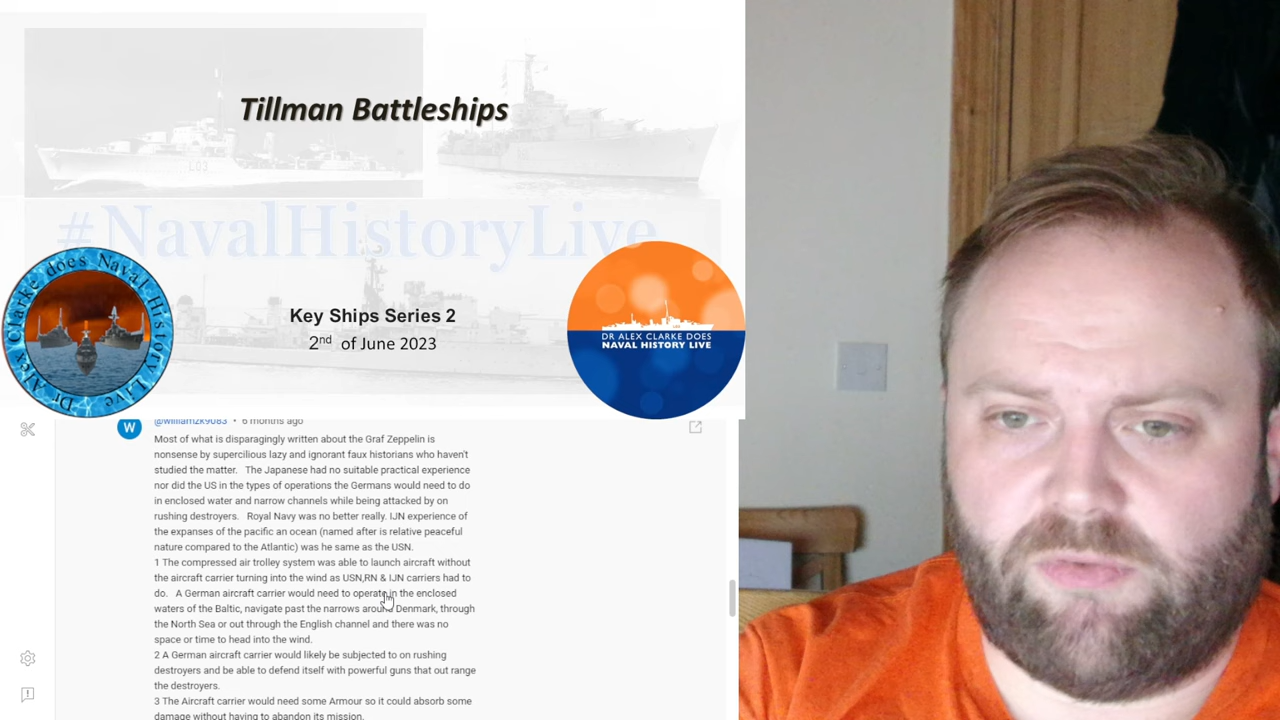 Tillman Battleships
L03
#NavalHistoryLive
Key Ships Series 2
2nd of June 2023
Dr Alex Clarke does Naval History Live
DR ALEX CLARKE DOES
NAVAL HISTORY LIVE
W
@williamzk9083 • 6 months ago
Most of what is disparagingly written about the Graf Zeppelin is
nonsense by supercilious lazy and ignorant faux historians who haven't
studied the matter. The Japanese had no suitable practical experience
nor did the US in the types of operations the Germans would need to do
in enclosed water and narrow channels while being attacked by on
rushing destroyers. Royal Navy was no better really. IJN experience of
the expanses of the pacific an ocean (named after is relative peaceful
nature compared to the Atlantic) was he same as the USN.
1 The compressed air trolley system was able to launch aircraft without
the aircraft carrier turning into the wind as USN,RN & IJN carriers had to
do. A German aircraft carrier would need to operate in the enclosed
waters of the Baltic, navigate past the narrows around Denmark, through
the North Sea or out through the English channel and there was no
space or time to head into the wind.
2 A German aircraft carrier would likely be subjected to on rushing
destroyers and be able to defend itself with powerful guns that out range
the destroyers.
3 The Aircraft carrier would need some Armour so it could absorb some
damage without having to abandon its mission.